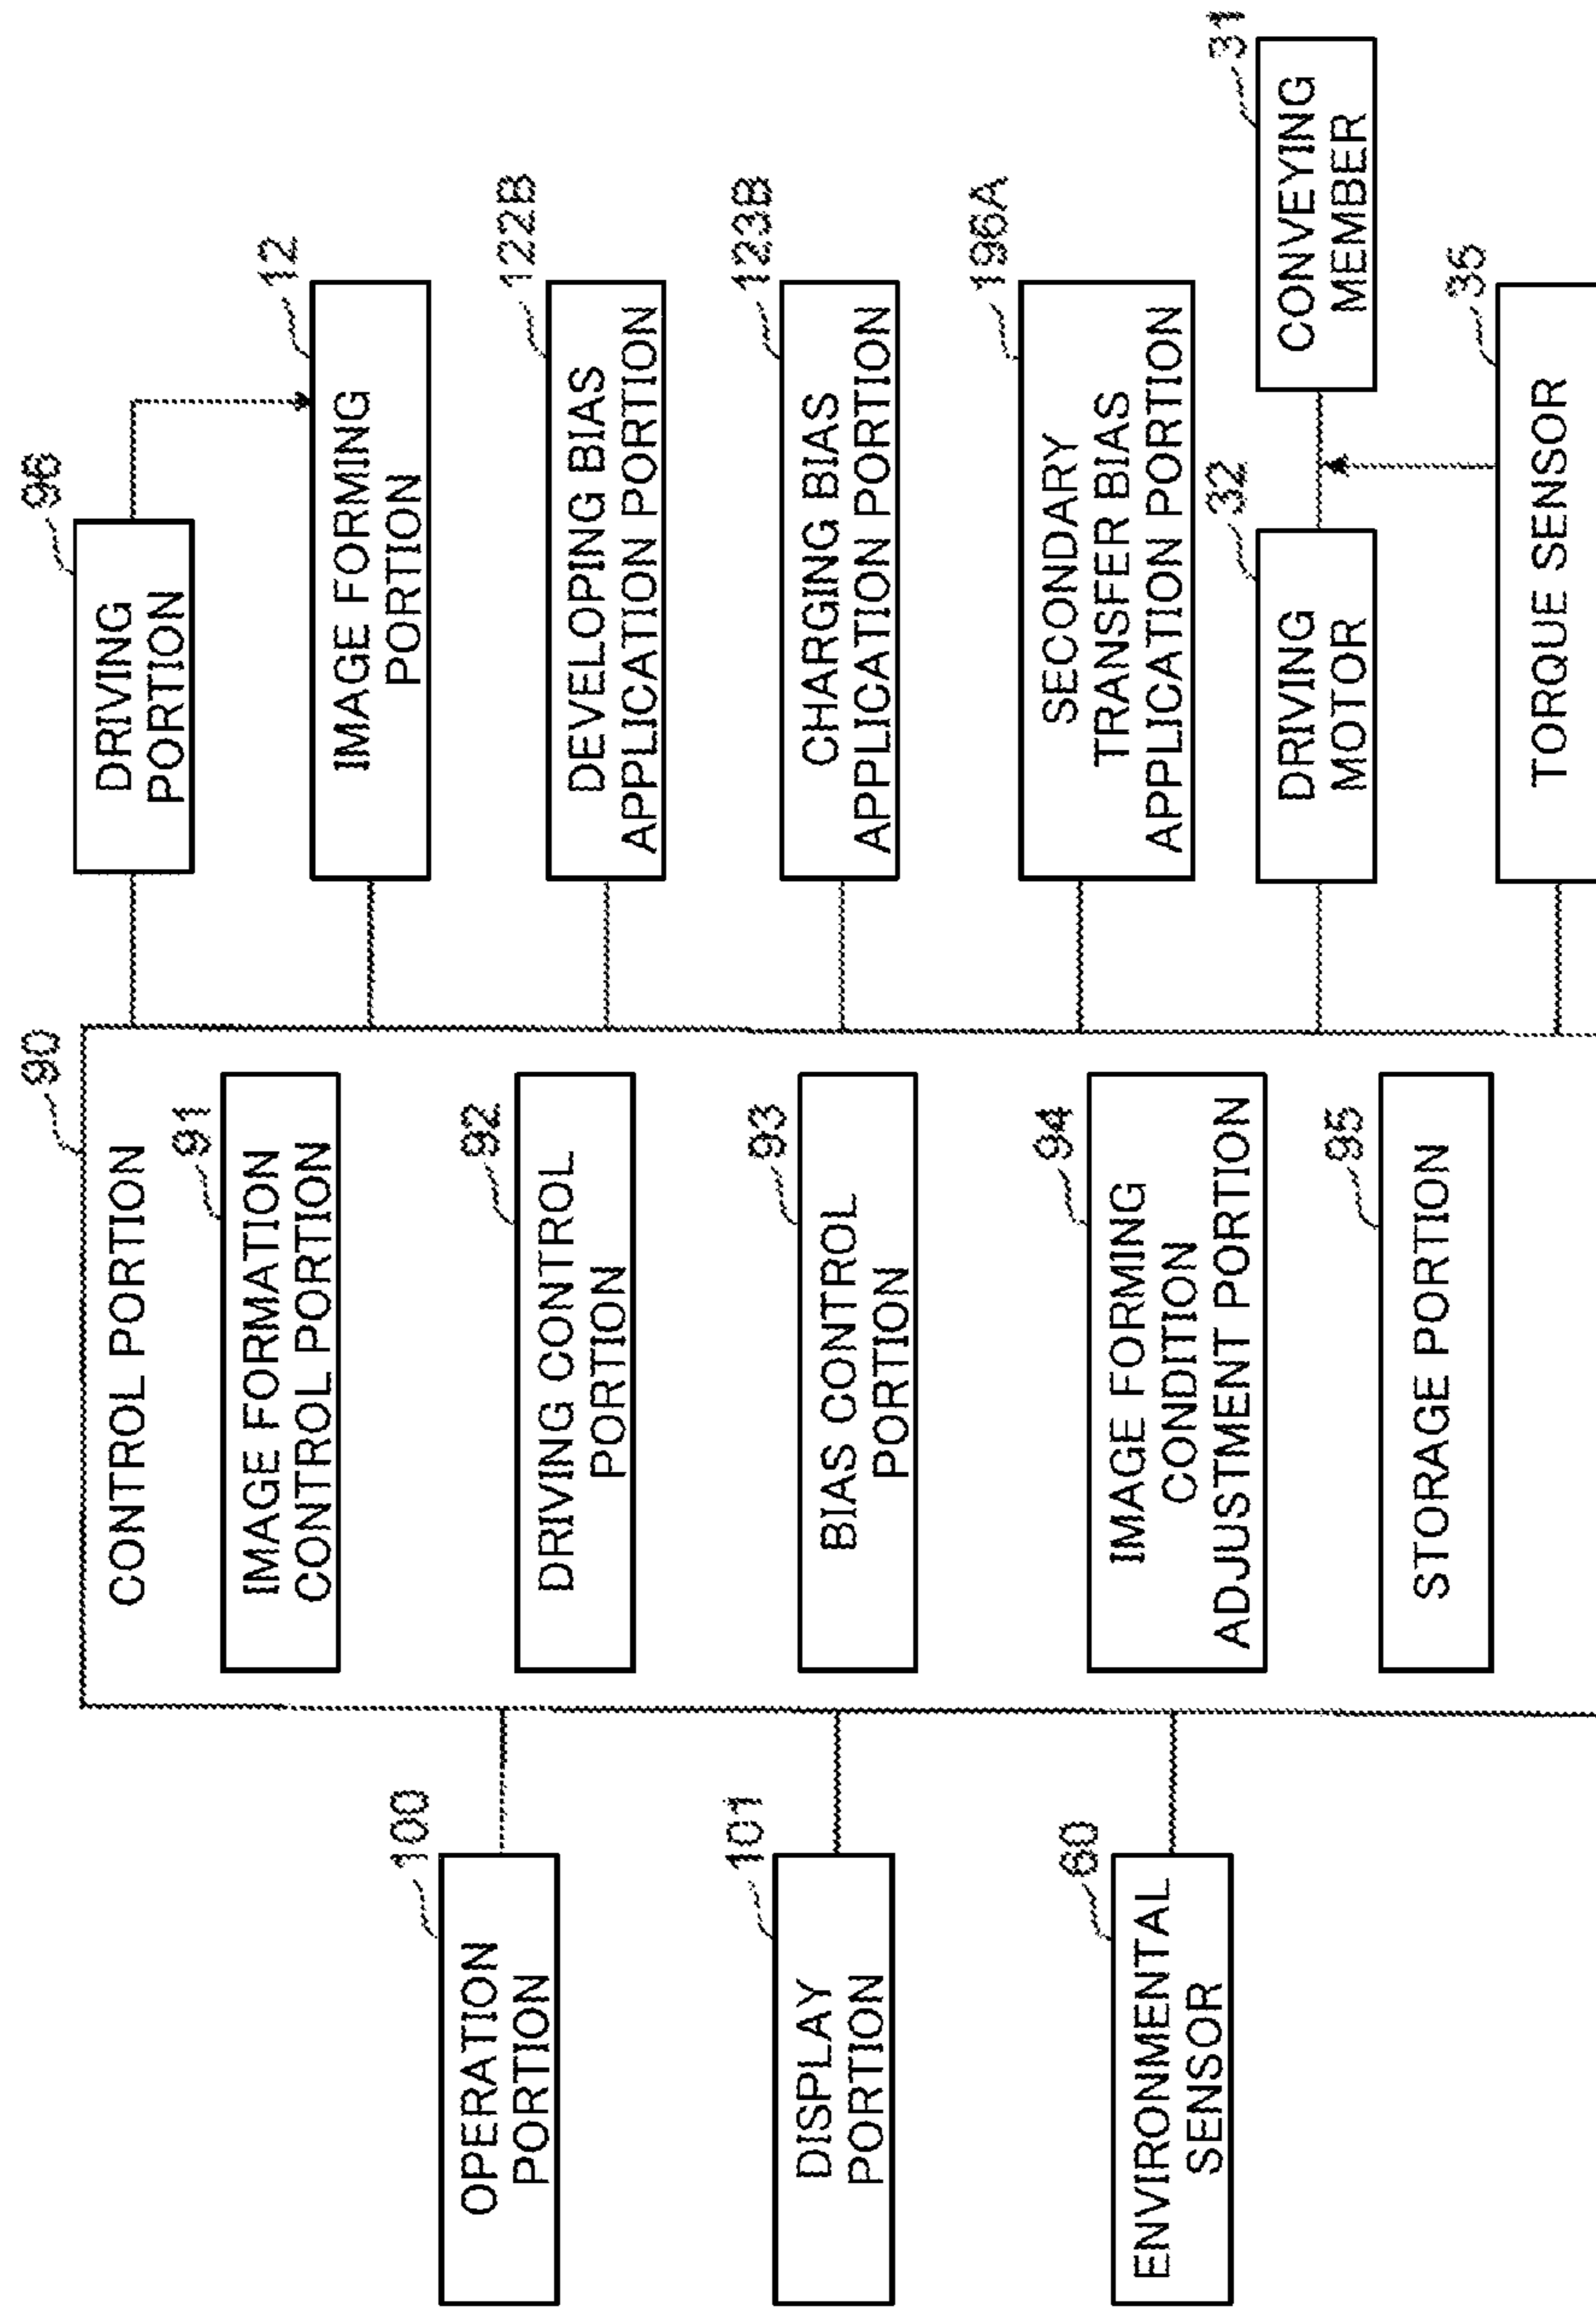 90
CONTROL PORTION
91
IMAGE FORMATION
CONTROL PORTION
92
DRIVING CONTROL
PORTION
93
BIAS CONTROL
PORTION
94
IMAGE FORMING
CONDITION
ADJUSTMENT PORTION
95
STORAGE PORTION
100
OPERATION
PORTION
101
DISPLAY
PORTION
60
ENVIRONMENTAL
SENSOR
96
DRIVING
PORTION
12
IMAGE FORMING
PORTION
122B
DEVELOPING BIAS
APPLICATION PORTION
123B
CHARGING BIAS
APPLICATION PORTION
196A
SECONDARY
TRANSFER BIAS
APPLICATION PORTION
32
DRIVING
MOTOR
31
CONVEYING
MEMBER
35
TORQUE SENSOR